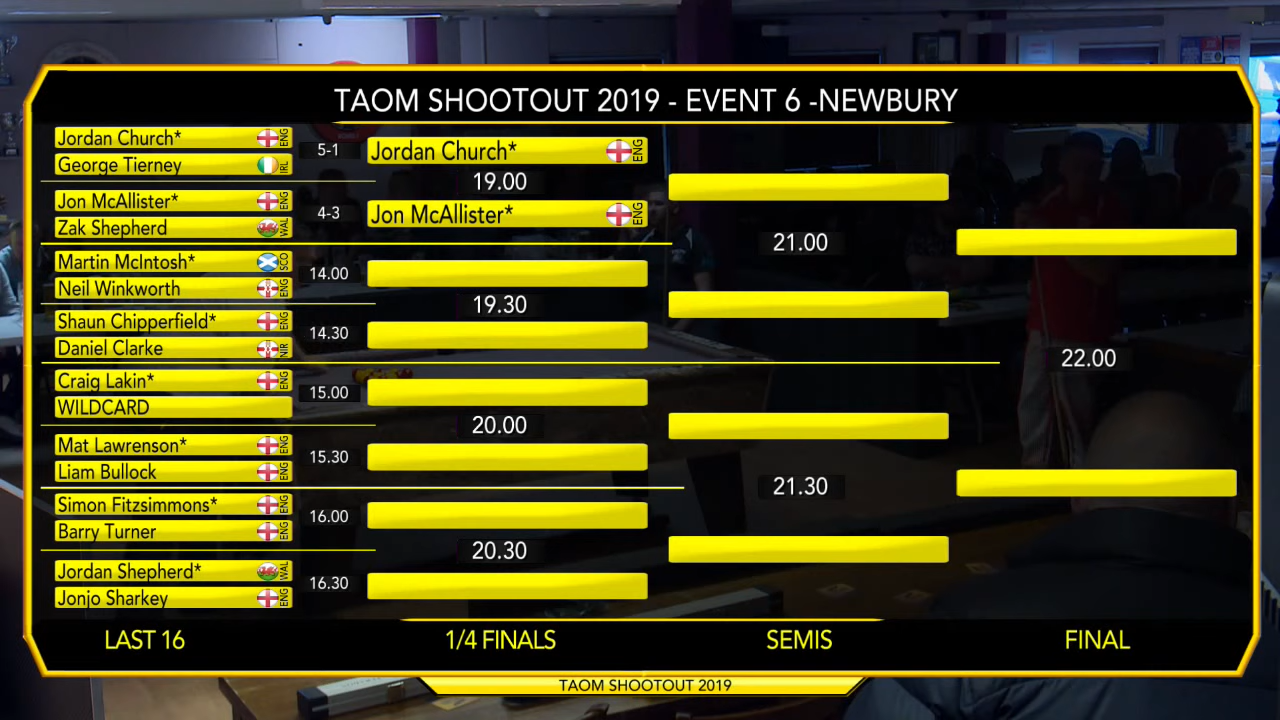 TAOM SHOOTOUT 2019 - EVENT 6 -NEWBURY
Jordan Church* ENG
George Tierney IRL
5-1
Jon McAllister* ENG
Zak Shepherd WAL
4-3
Martin McIntosh* SCO
Neil Winkworth ENG
14.00
Shaun Chipperfield* ENG
Daniel Clarke NIR
14.30
Craig Lakin* ENG
WILDCARD
15.00
Mat Lawrenson* ENG
Liam Bullock ENG
15.30
Simon Fitzsimmons* ENG
Barry Turner ENG
16.00
Jordan Shepherd* WAL
Jonjo Sharkey ENG
16.30
Jordan Church* ENG
19.00
Jon McAllister* ENG
19.30
20.00
20.30
21.00
21.30
22.00
LAST 16
1/4 FINALS
SEMIS
FINAL
TAOM SHOOTOUT 2019